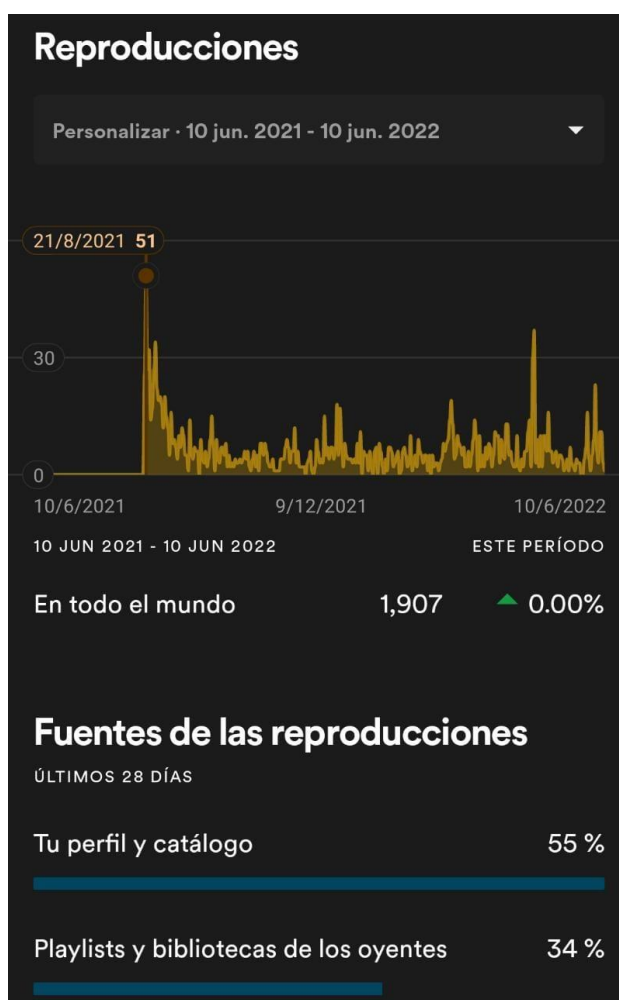 Reproducciones
Personalizar · 10 jun. 2021 - 10 jun. 2022
21/8/2021 51
30
0
10/6/2021 9/12/2021 10/6/2022
10 JUN 2021 - 10 JUN 2022 ESTE PERÍODO
En todo el mundo 1,907 0.00%
Fuentes de las reproducciones
ÚLTIMOS 28 DÍAS
Tu perfil y catálogo 55 %
Playlists y bibliotecas de los oyentes 34 %